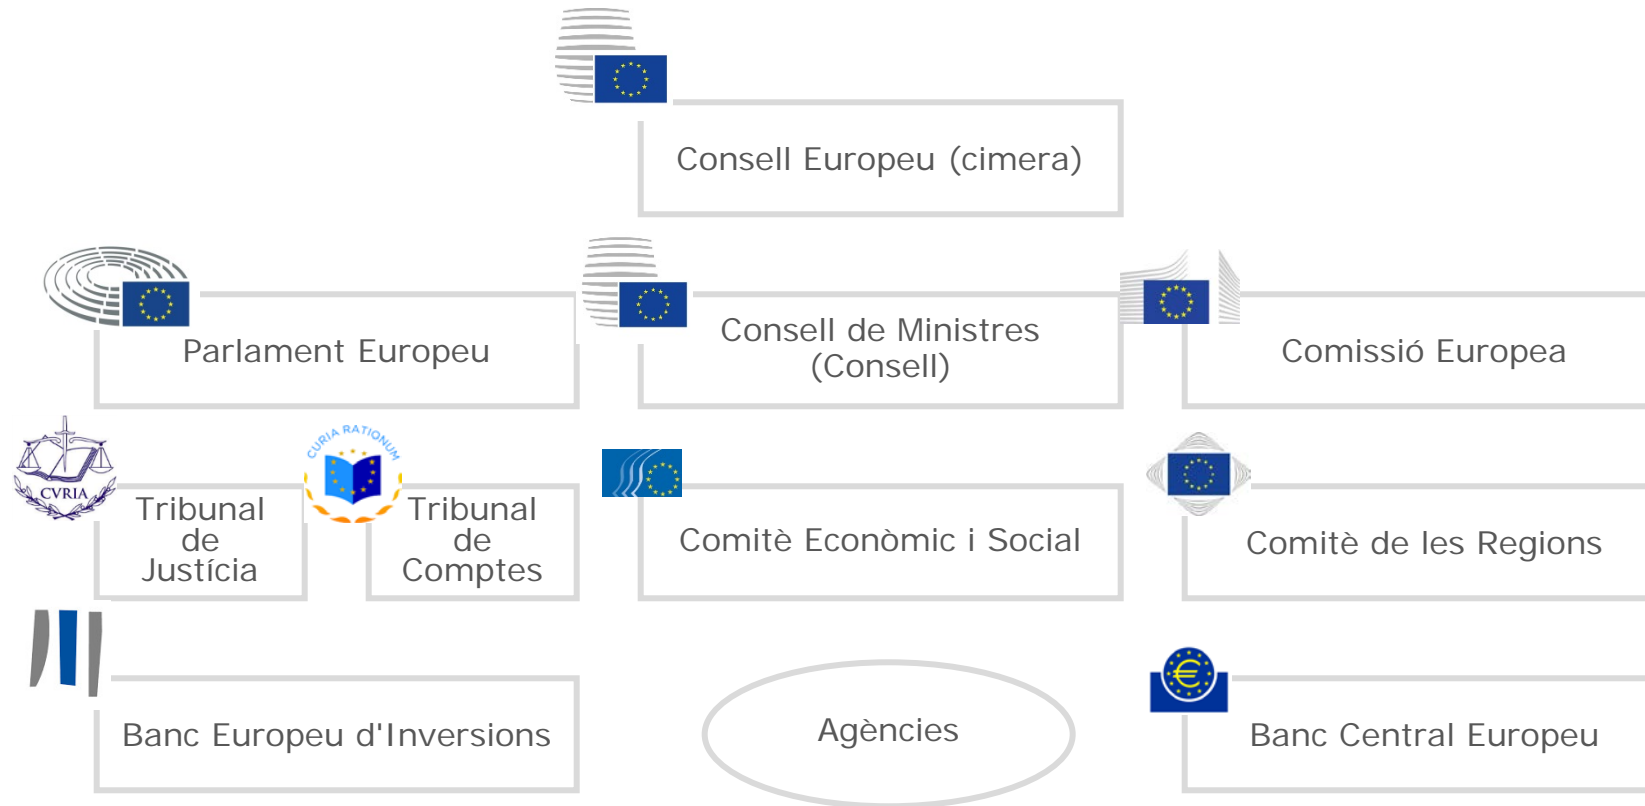 Consell Europeu (cimera)
Parlament Europeu
Consell de Ministres
(Consell)
Comissió Europea
CVRIA
Tribunal
de
Justícia
CURIA RATIONUM
Tribunal
de
Comptes
Comitè Econòmic i Social
Comitè de les Regions
Banc Europeu d'Inversions
Agències
€
Banc Central Europeu